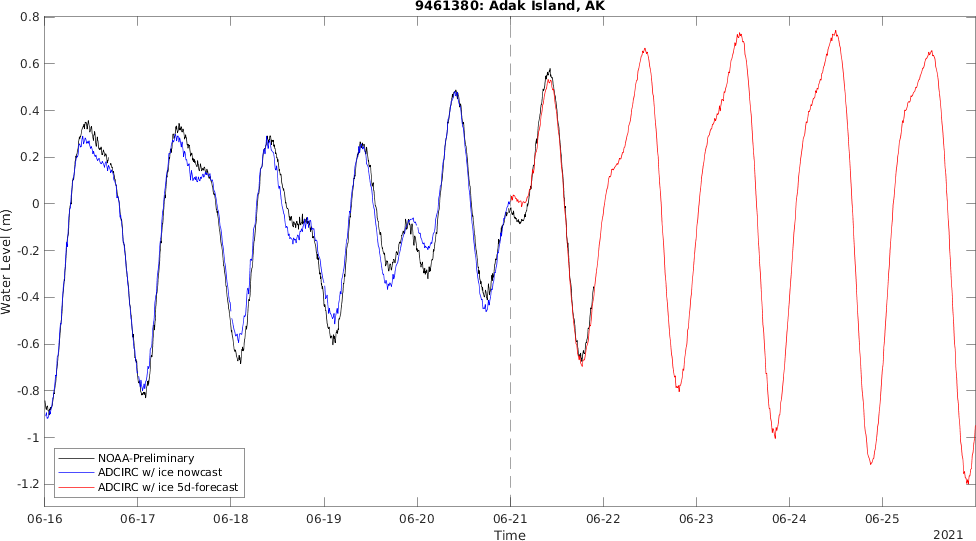 9461380: Adak Island, AK
0.8
0.6
0.4
0.2
0
-0.2
-0.4
-0.6
-0.8
-1
-1.2
Water Level (m)
NOAA-Preliminary
ADCIRC w/ ice nowcast
ADCIRC w/ ice 5d-forecast
06-16 06-17 06-18 06-19 06-20 06-21 06-22 06-23 06-24 06-25
Time
2021